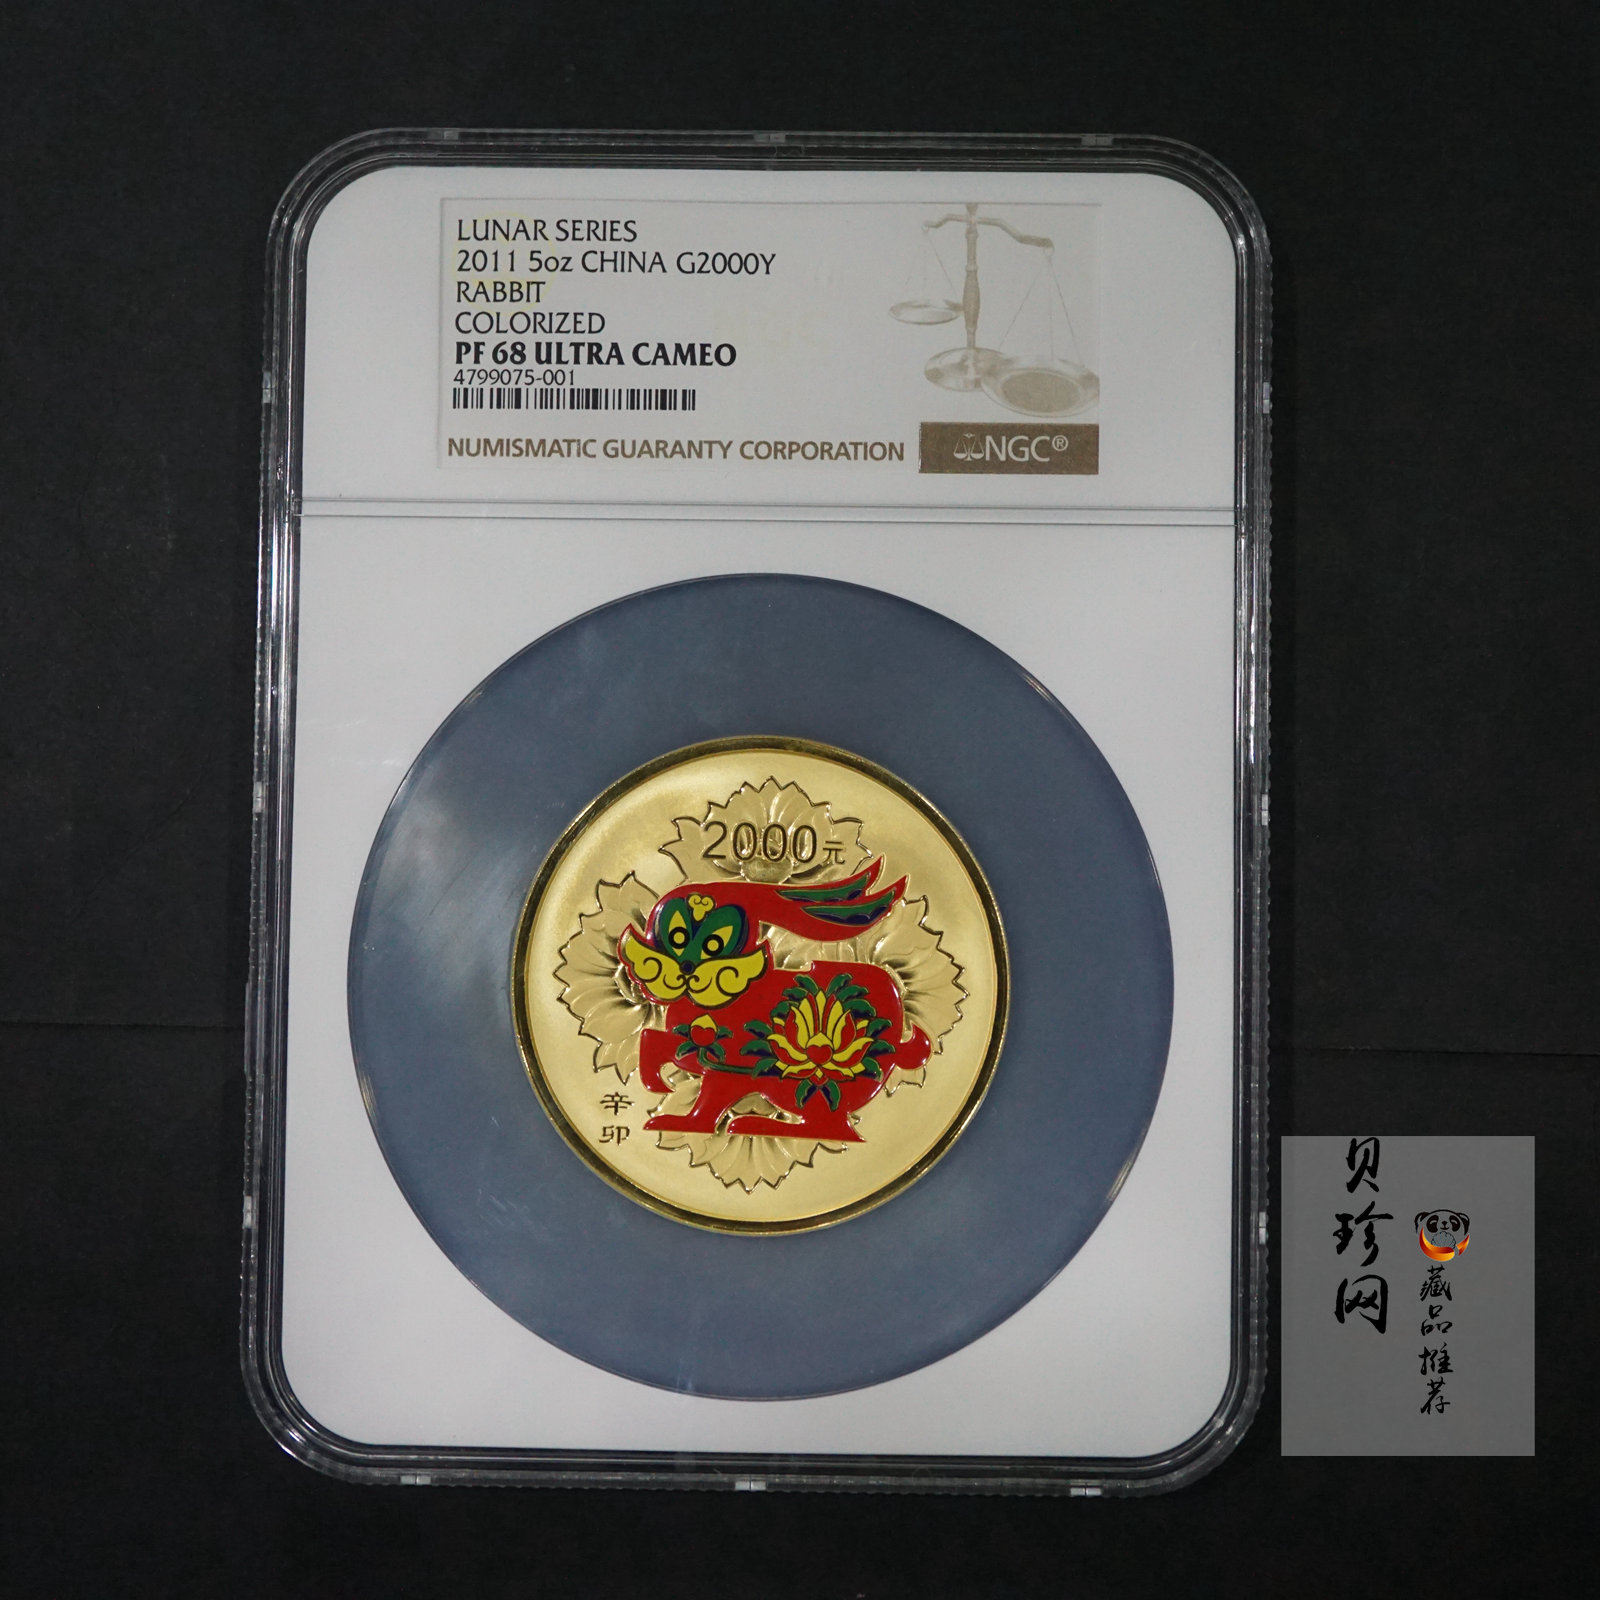 LUNAR SERIES
2011 5oz CHINA G2000Y
RABBIT
COLORIZED
PF 68 ULTRA CAMEO
4799075-001
NUMISMATIC GUARANTY CORPORATION
NGC®
2000元
辛
卯
贝珍网
藏品推荐